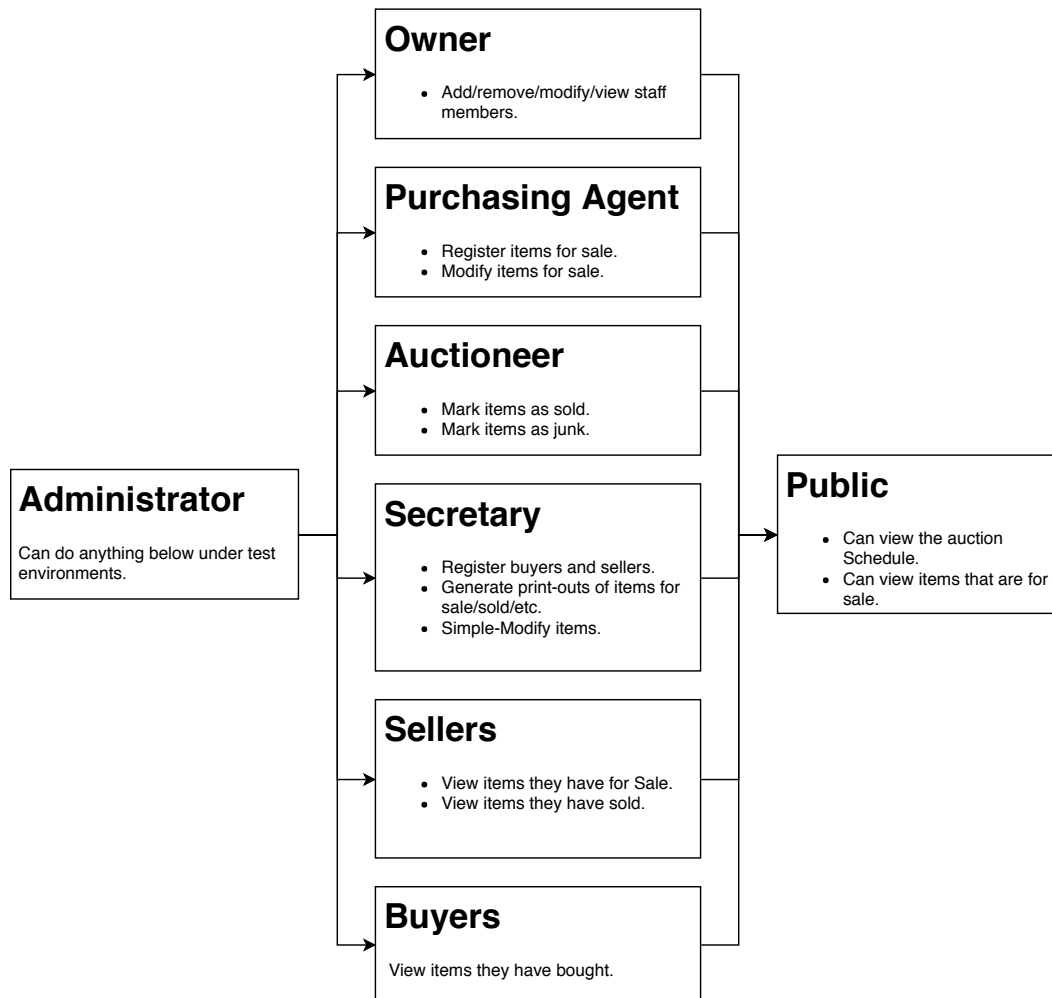 Owner
• Add/remove/modify/view staff
members.
Purchasing Agent
• Register items for sale.
• Modify items for sale.
Auctioneer
• Mark items as sold.
• Mark items as junk.
Administrator
Can do anything below under test
environments.
Secretary
• Register buyers and sellers.
• Generate print-outs of items for
sale/sold/etc.
• Simple-Modify items.
Public
• Can view the auction
Schedule.
• Can view items that are for
sale.
Sellers
• View items they have for Sale.
• View items they have sold.
Buyers
View items they have bought.